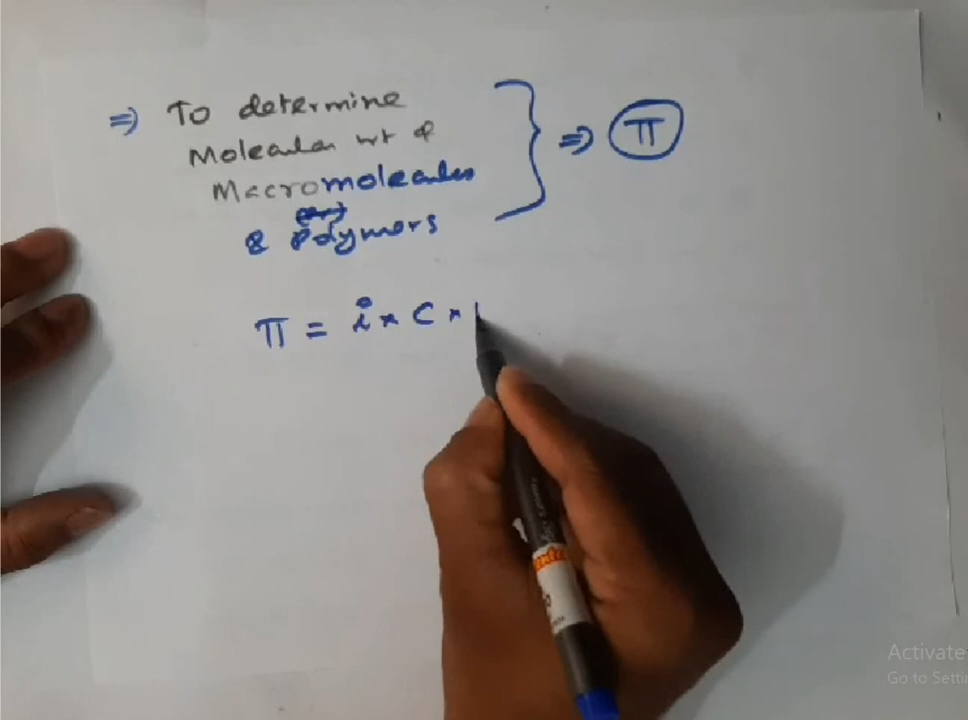 ⇒ To determine
Molecular wt of
Macromolecules
& Polymers
⇒ π
π = i × C ×
Activate
Go to Setti